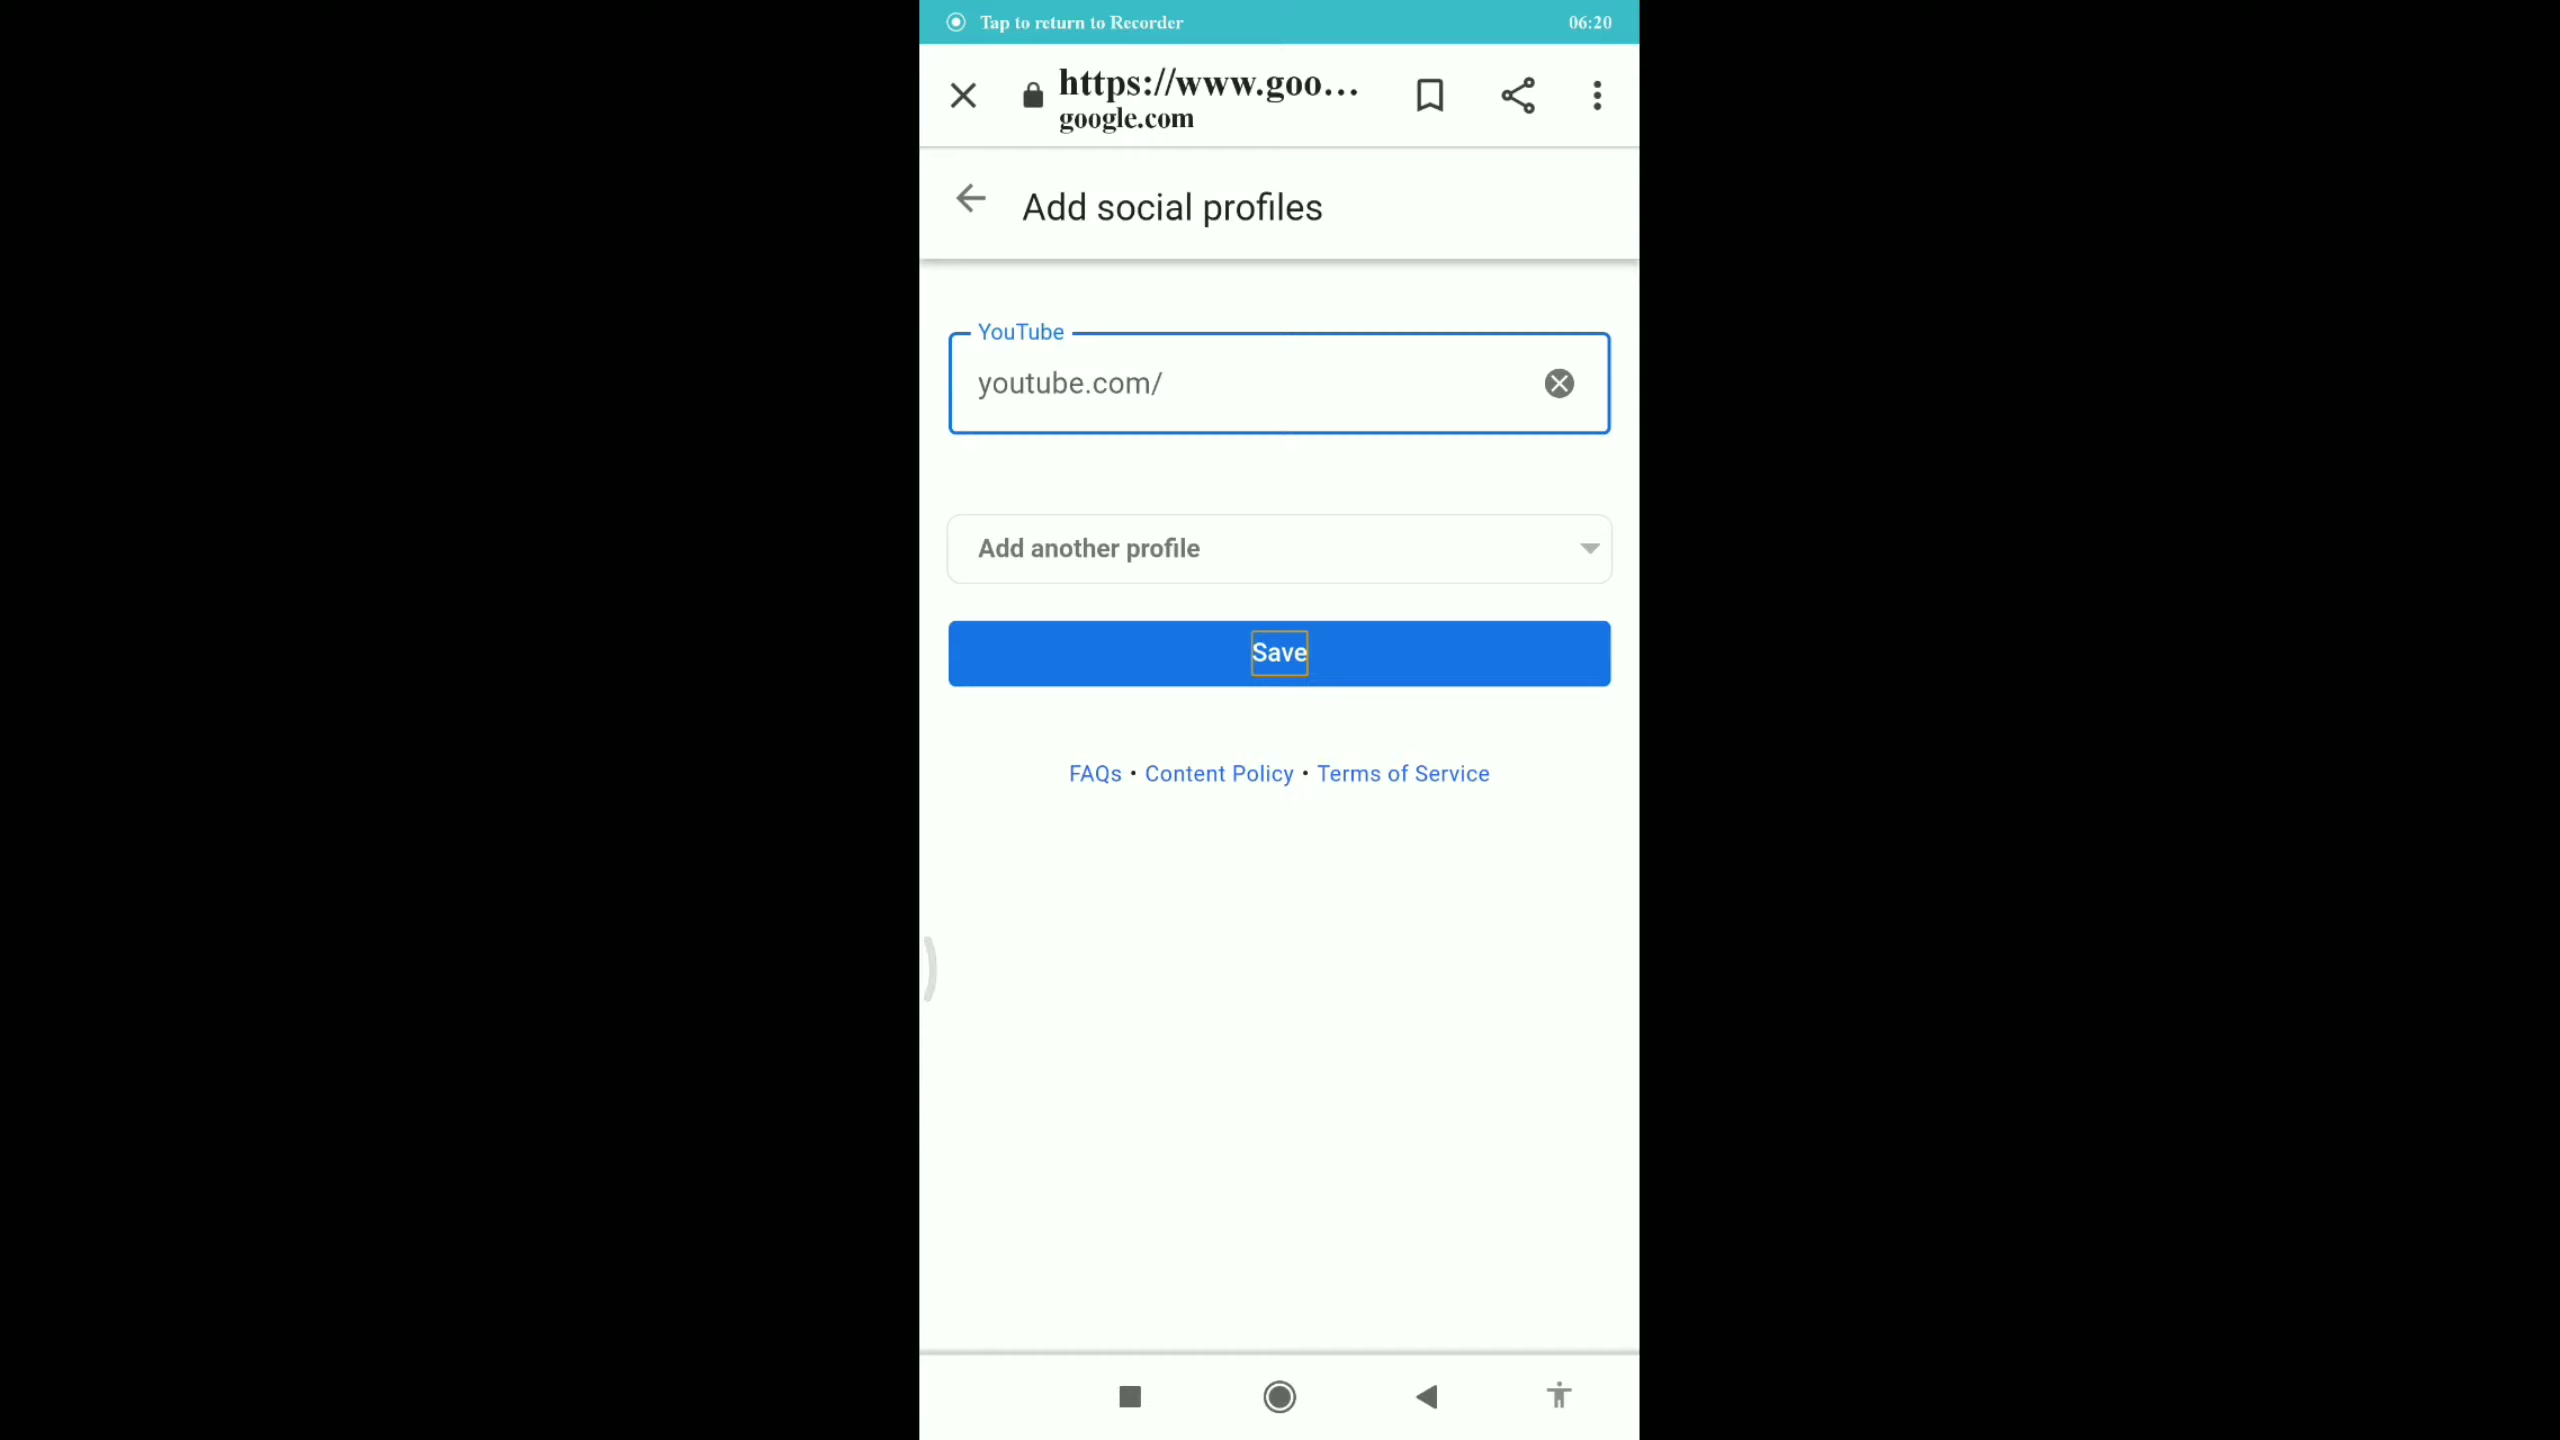 Tap to return to Recorder 06:20
https://www.goo...
google.com
Add social profiles
YouTube
youtube.com/
Add another profile
Save
FAQs • Content Policy • Terms of Service